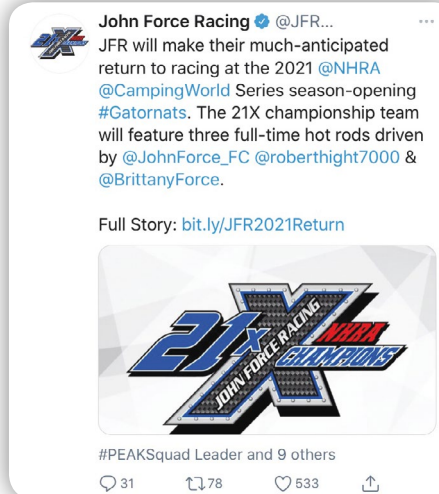 John Force Racing @JFR...
JFR will make their much-anticipated
return to racing at the 2021 @NHRA
@CampingWorld Series season-opening
#Gatornats. The 21X championship team
will feature three full-time hot rods driven
by @JohnForce_FC @roberthight7000 &
@BrittanyForce.
Full Story: bit.ly/JFR2021Return
21x
JOHN FORCE RACING
NHRA
CHAMPIONS
#PEAKSquad Leader and 9 others
31 78 533